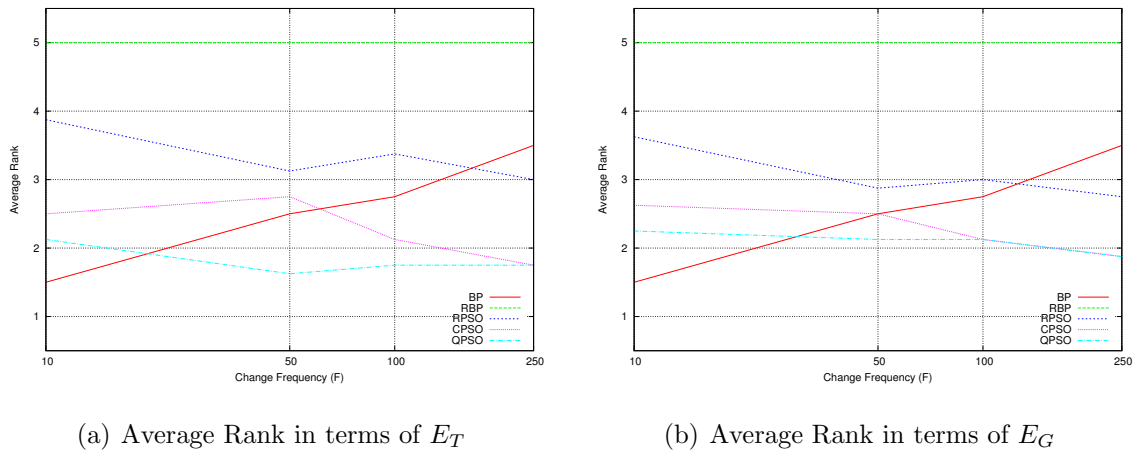 5
4
3
2
1
Average Rank
BP
RBP
RPSO
CPSO
QPSO
10 50 100 250
Change Frequency (F)
(a) Average Rank in terms of E_T
5
4
3
2
1
Average Rank
BP
RBP
RPSO
CPSO
QPSO
10 50 100 250
Change Frequency (F)
(b) Average Rank in terms of E_G